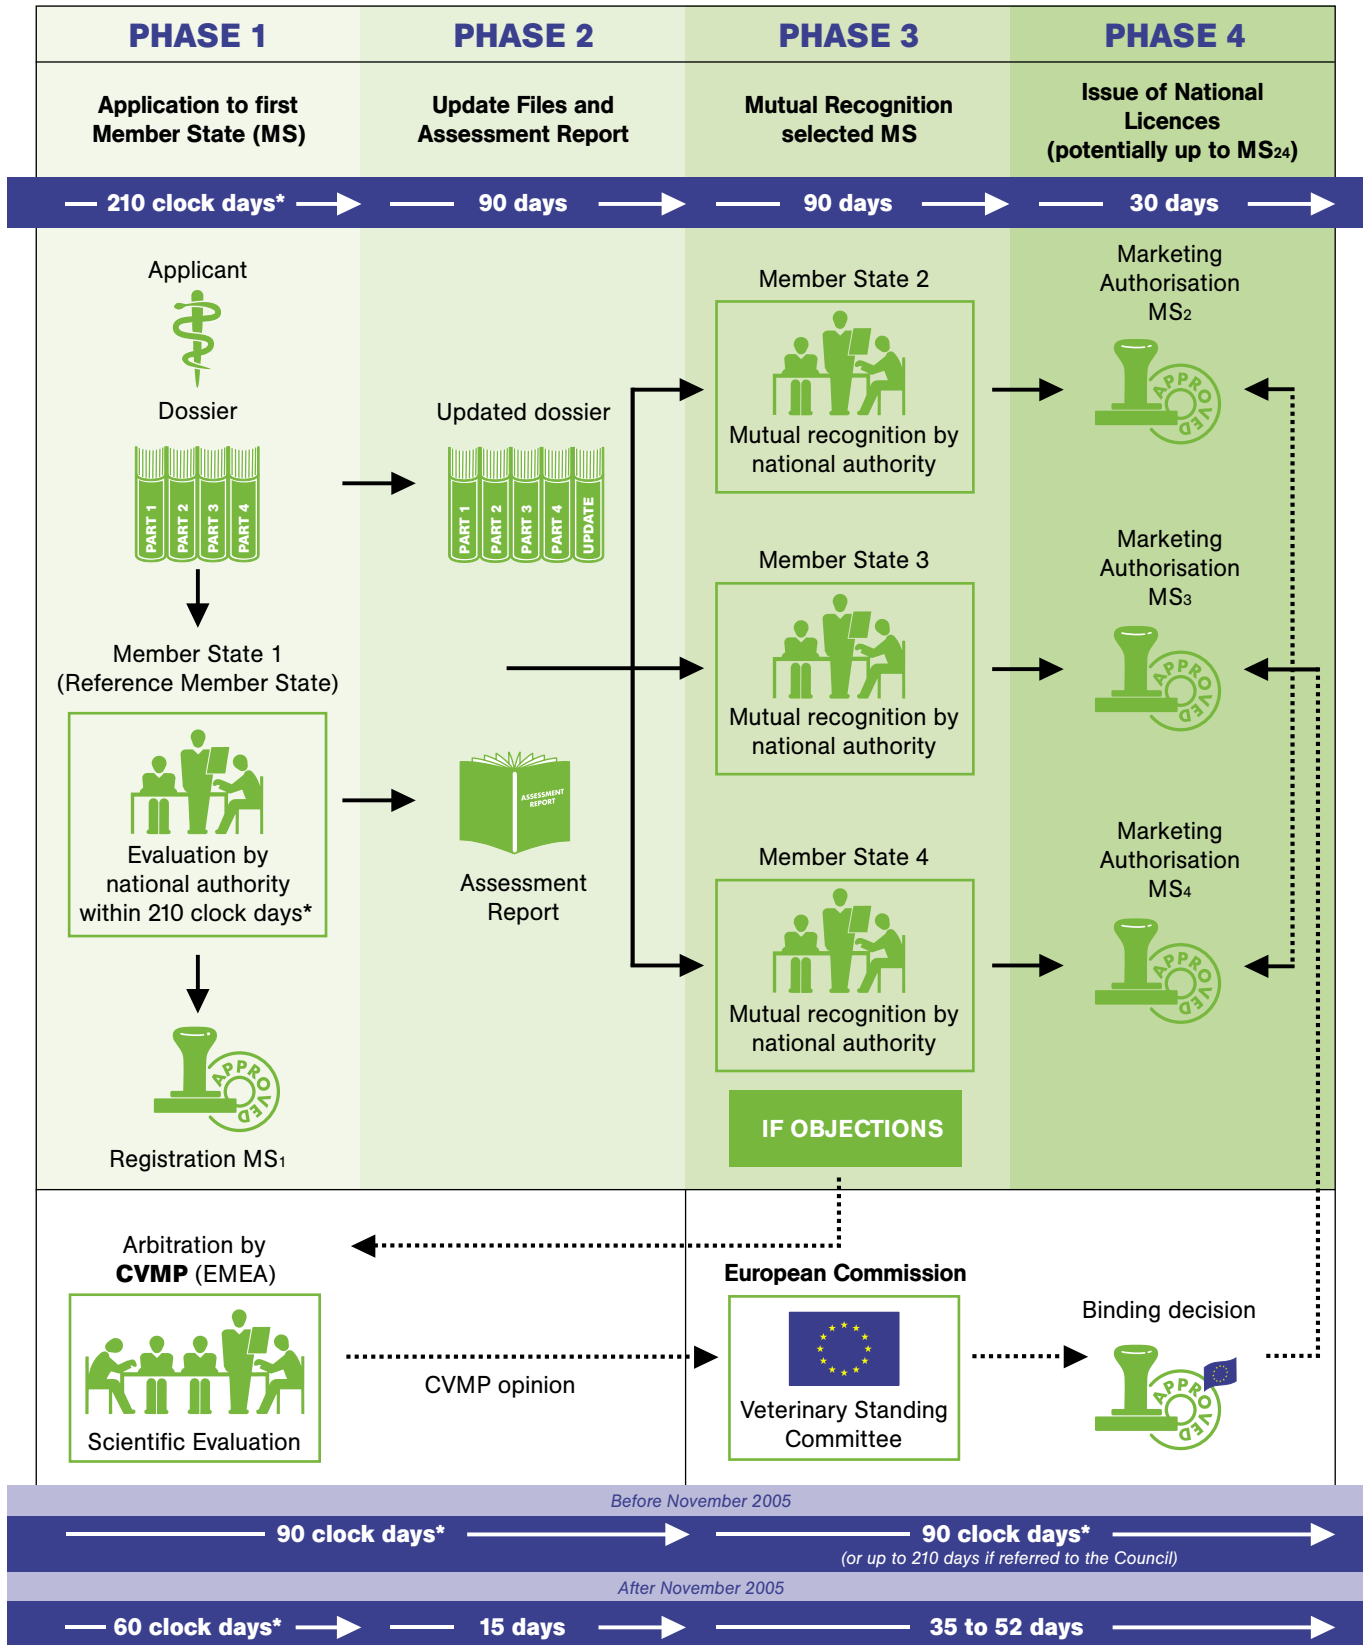 PHASE 1
PHASE 2
PHASE 3
PHASE 4
Application to first
Member State (MS)
Update Files and
Assessment Report
Mutual Recognition
selected MS
Issue of National
Licences
(potentially up to MS24)
210 clock days*
90 days
90 days
30 days
Applicant
Dossier
PART 1
PART 2
PART 3
PART 4
Member State 1
(Reference Member State)
Evaluation by
national authority
within 210 clock days*
APPROVED
Registration MS1
Updated dossier
PART 1
PART 2
PART 3
PART 4
UPDATE
ASSESSMENT
REPORT
Assessment
Report
Member State 2
Mutual recognition by
national authority
Member State 3
Mutual recognition by
national authority
Member State 4
Mutual recognition by
national authority
IF OBJECTIONS
Marketing
Authorisation
MS2
APPROVED
Marketing
Authorisation
MS3
APPROVED
Marketing
Authorisation
MS4
APPROVED
Arbitration by
CVMP (EMEA)
Scientific Evaluation
CVMP opinion
European Commission
Veterinary Standing
Committee
Binding decision
APPROVED
Before November 2005
90 clock days*
90 clock days*
(or up to 210 days if referred to the Council)
After November 2005
60 clock days*
15 days
35 to 52 days